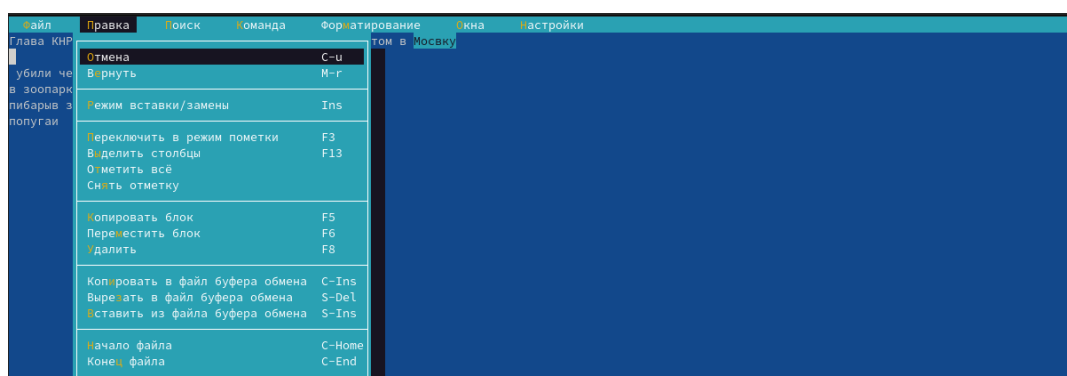 Файл Правка Поиск Команда Форматирование Окна Настройки
Глава КНР том в Мосвку
Отмена C-u
убили че Вернуть M-r
в зоопарк
пибарыв з Режим вставки/замены Ins
попугаи
Переключить в режим пометки F3
Выделить столбцы F13
Отметить всё
Снять отметку
Копировать блок F5
Переместить блок F6
Удалить F8
Копировать в файл буфера обмена C-Ins
Вырезать в файл буфера обмена S-Del
Вставить из файла буфера обмена S-Ins
Начало файла C-Home
Конец файла C-End